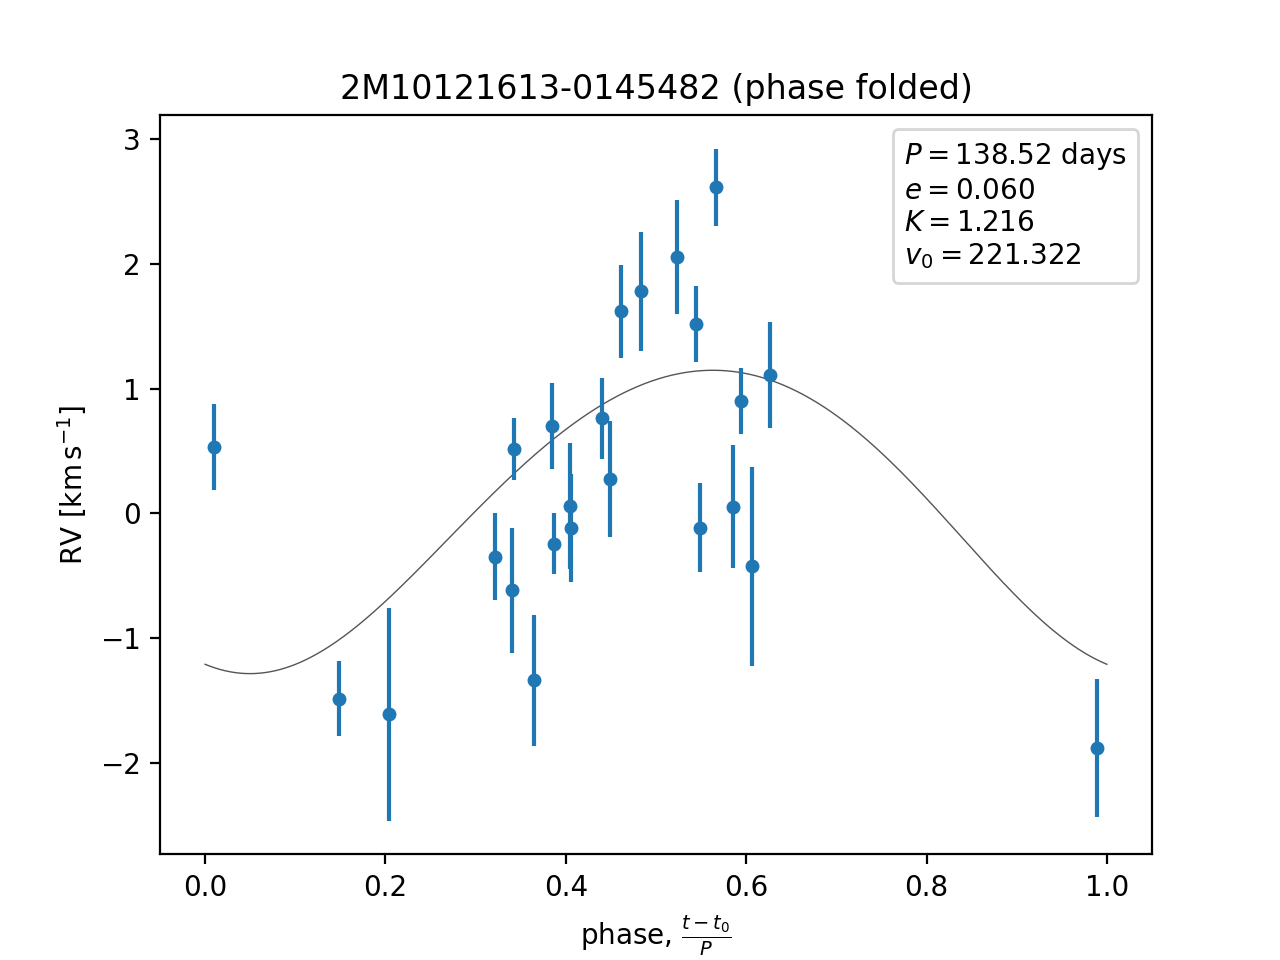 2M10121613-0145482 (phase folded)
P = 138.52 days
e = 0.060
K = 1.216
v₀ = 221.322
3
2
1
0
−1
−2
RV [km s⁻¹]
0.0 0.2 0.4 0.6 0.8 1.0
phase, (t − t₀)/P